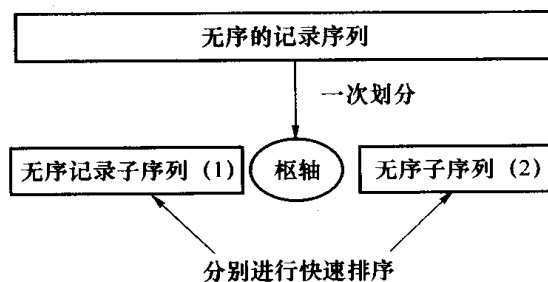 无序的记录序列
一次划分
无序记录子序列 (1)
枢轴
无序子序列 (2)
分别进行快速排序